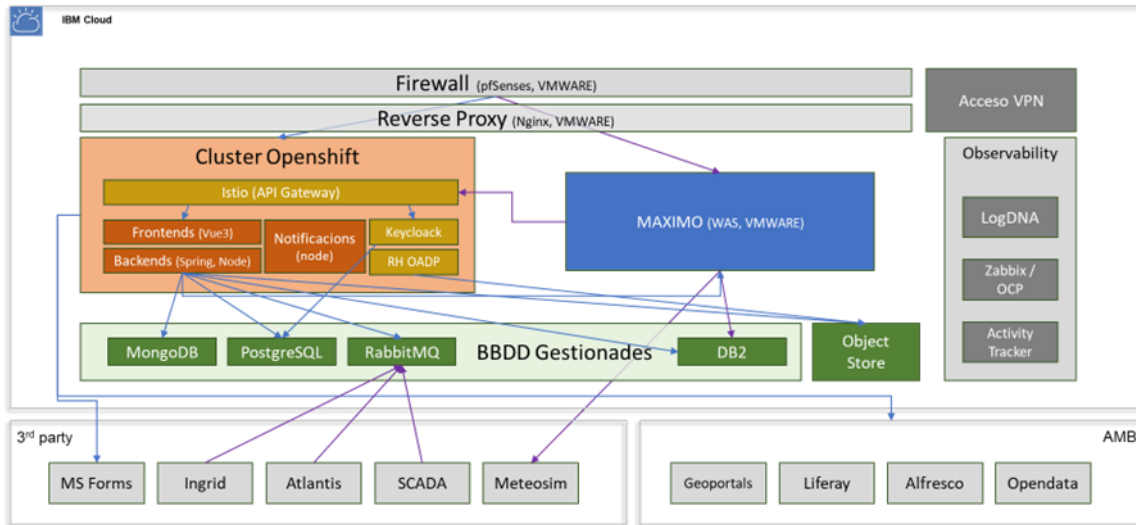 IBM Cloud
Firewall (pfSenses, VMWARE)
Acceso VPN
Reverse Proxy (Nginx, VMWARE)
Cluster Openshift
Observability
Istio (API Gateway)
MAXIMO (WAS, VMWARE)
LogDNA
Frontends (Vue3)
Notificacions
(node)
Keycloack
Backends (Spring, Node)
RH OADP
Zabbix /
OCP
MongoDB
PostgreSQL
RabbitMQ
BBDD Gestionades
DB2
Object
Store
Activity
Tracker
3rd party
AMB
MS Forms
Ingrid
Atlantis
SCADA
Meteosim
Geoportals
Liferay
Alfresco
Opendata